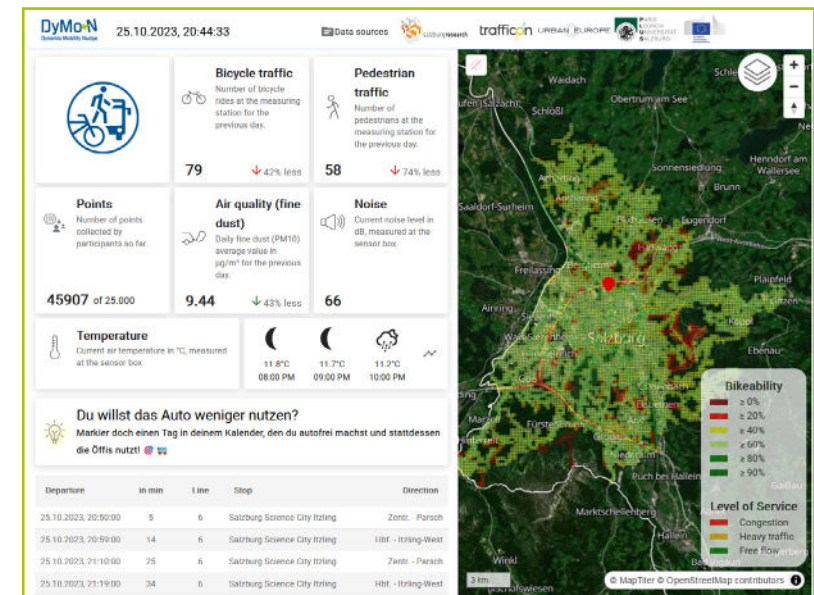 DyMoN
Dynamic Mobility Nudge
25.10.2023, 20:44:33
Data sources
salzburgresearch
trafficon
URBAN EUROPE
PARIS
LODRON
UNIVERSITÄT
SALZBURG
Bicycle traffic
Number of bicycle
rides at the measuring
station for the
previous day.
79
42% less
Pedestrian
traffic
Number of
pedestrians at the
measuring station for
the previous day.
58
74% less
Points
Number of points
collected by
participants so far.
45907 of 25.000
Air quality (fine
dust)
Daily fine dust (PM10)
average value in
µg/m³ for the previous
day.
9.44
43% less
Noise
Current noise level in
dB, measured at the
sensor box.
66
Temperature
Current air temperature in °C, measured
at the sensor box
11.8°C
08:00 PM
11.7°C
09:00 PM
11.2°C
10:00 PM
Du willst das Auto weniger nutzen?
Markier doch einen Tag in deinem Kalender, den du autofrei machst und stattdessen
die Öffis nutzt!
Departure in min Line Stop Direction
25.10.2023, 20:50:00 5 6 Salzburg Science City Itzling Zentr. - Parsch
25.10.2023, 20:59:00 14 6 Salzburg Science City Itzling Hbf. - Itzling-West
25.10.2023, 21:10:00 25 6 Salzburg Science City Itzling Zentr. - Parsch
25.10.2023, 21:19:00 34 6 Salzburg Science City Itzling Hbf. - Itzling-West
Waidach
Obertrum am See
Schlößl
Sonnensiedlung
Henndorf am
Wallersee
Brunn
Saaldorf-Surheim
Anthering
Eugendorf
Freilassing
Bergheim
Plainfeld
Ainring
Koppl
Salzburg
Ebenau
Elsbethen
Grödig
Niederalm
Puch bei Hallein
Marktschellenberg
Hallein
Winkl
Bischofswiesen
+
−
Bikeability
≥ 0%
≥ 20%
≥ 40%
≥ 60%
≥ 80%
≥ 90%
Level of Service
Congestion
Heavy traffic
Free flow
3 km
© MapTiler © OpenStreetMap contributors